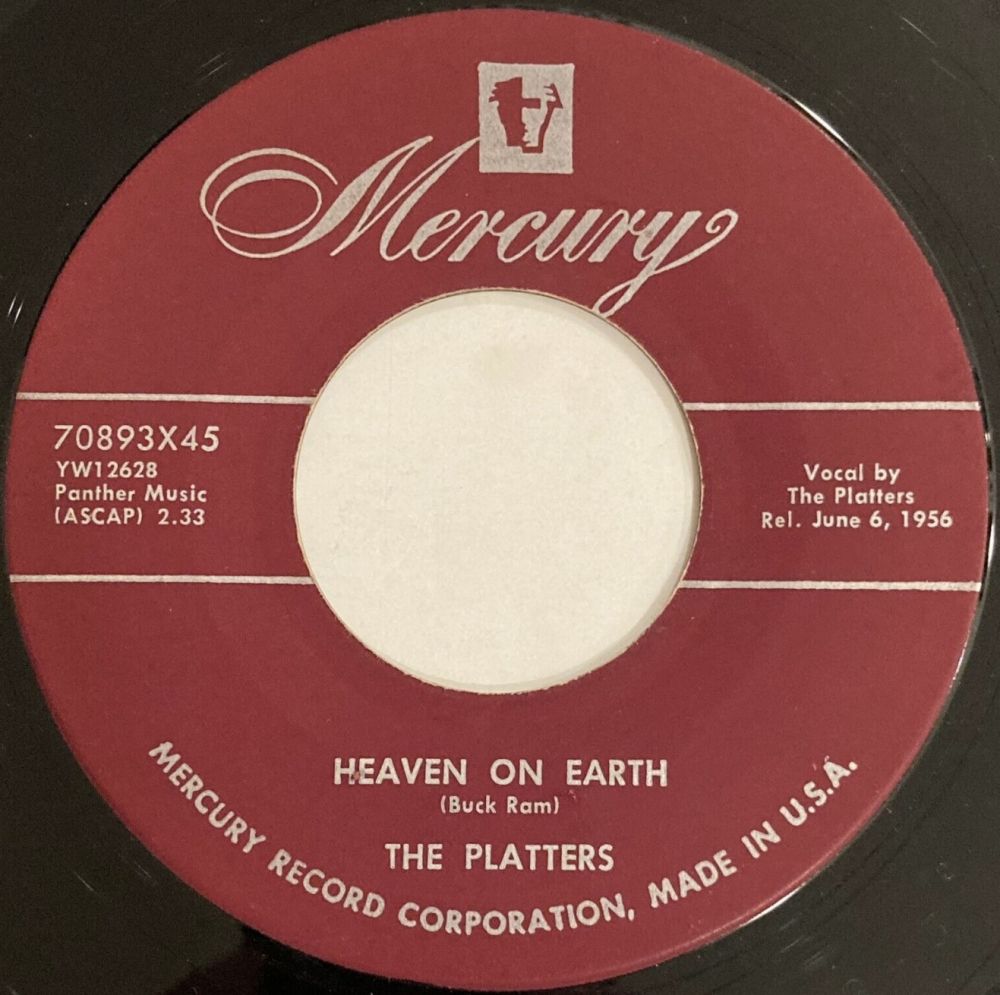 Mercury
70893X45
YW12628
Panther Music
(ASCAP) 2.33
Vocal by
The Platters
Rel. June 6, 1956
HEAVEN ON EARTH
(Buck Ram)
THE PLATTERS
MERCURY RECORD CORPORATION, MADE IN U.S.A.